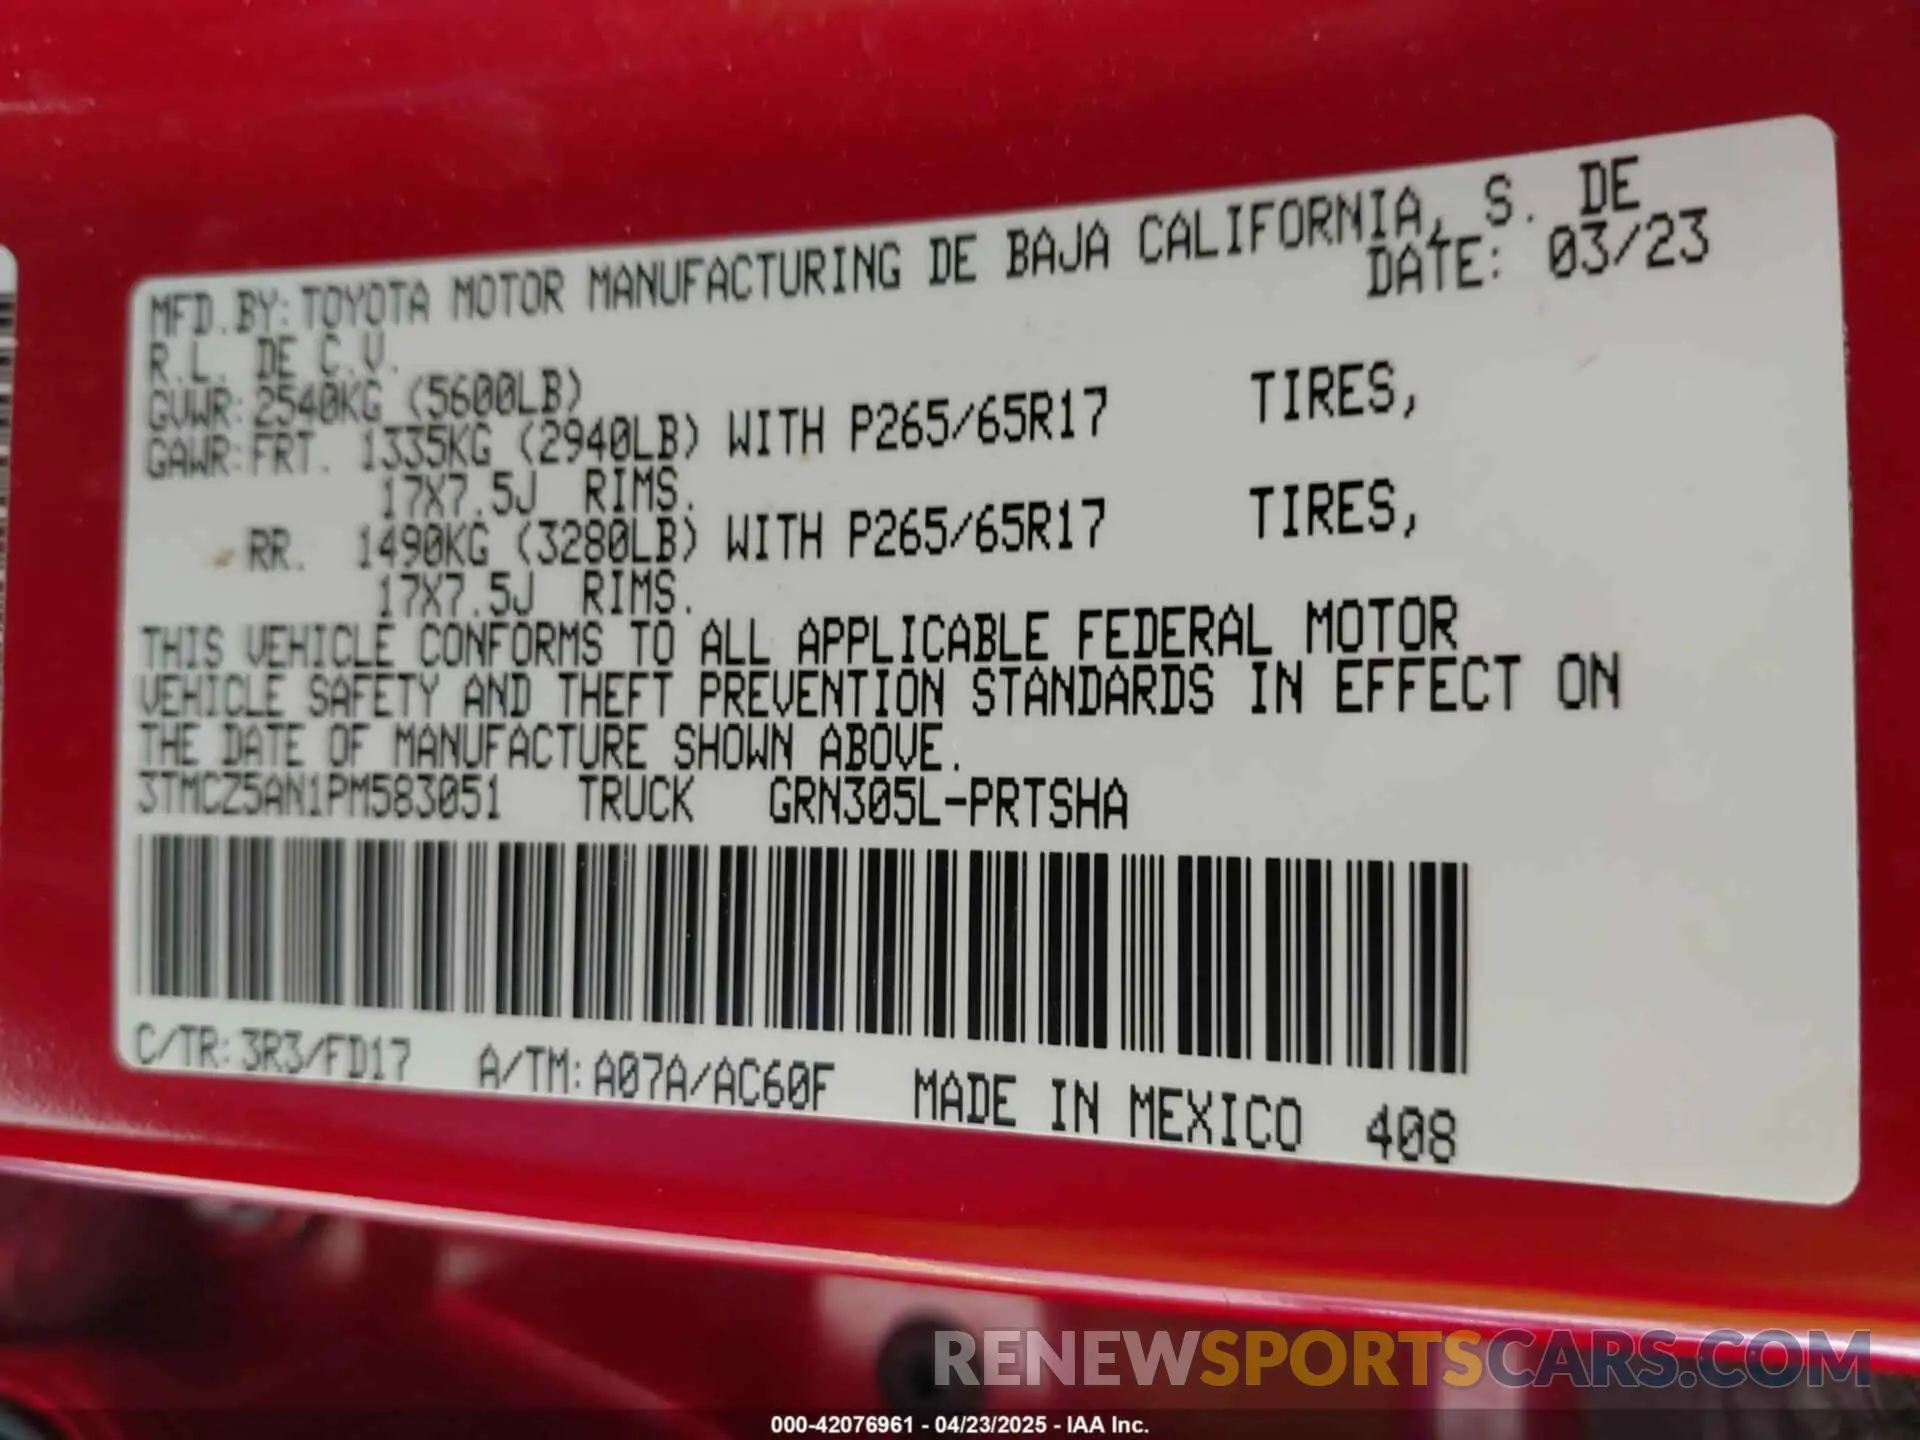 MFD.BY:TOYOTA MOTOR MANUFACTURING DE BAJA CALIFORNIA, S. DE
R.L. DE C.V. DATE: 03/23
GVWR:2540KG (5600LB)
GAWR:FRT. 1335KG (2940LB) WITH P265/65R17 TIRES,
17X7.5J RIMS.
RR. 1490KG (3280LB) WITH P265/65R17 TIRES,
17X7.5J RIMS.
THIS VEHICLE CONFORMS TO ALL APPLICABLE FEDERAL MOTOR
VEHICLE SAFETY AND THEFT PREVENTION STANDARDS IN EFFECT ON
THE DATE OF MANUFACTURE SHOWN ABOVE.
3TMCZ5AN1PM583051 TRUCK GRN305L-PRTSHA
C/TR:3R3/FD17 A/TM:A07A/AC60F MADE IN MEXICO 408
RENEWSPORTSCARS.COM
000-42076961 - 04/23/2025 - IAA Inc.